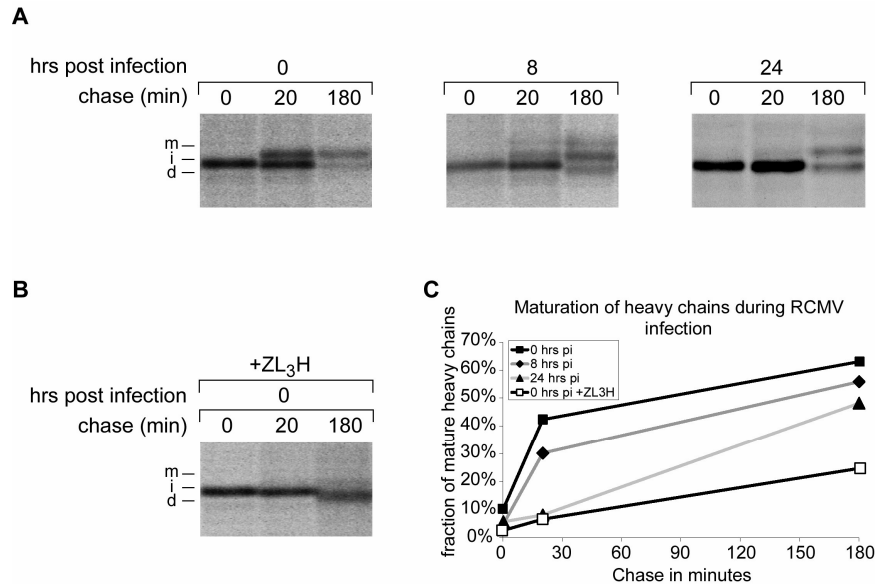 A
hrs post infection 0 8 24
chase (min) 0 20 180 0 20 180 0 20 180
m
i
d
B
+ZL3H
hrs post infection 0
chase (min) 0 20 180
m
i
d
C
Maturation of heavy chains during RCMV
infection
fraction of mature heavy chains
70%
60%
50%
40%
30%
20%
10%
0%
0 hrs pi
8 hrs pi
24 hrs pi
0 hrs pi +ZL3H
0 30 60 90 120 150 180
Chase in minutes